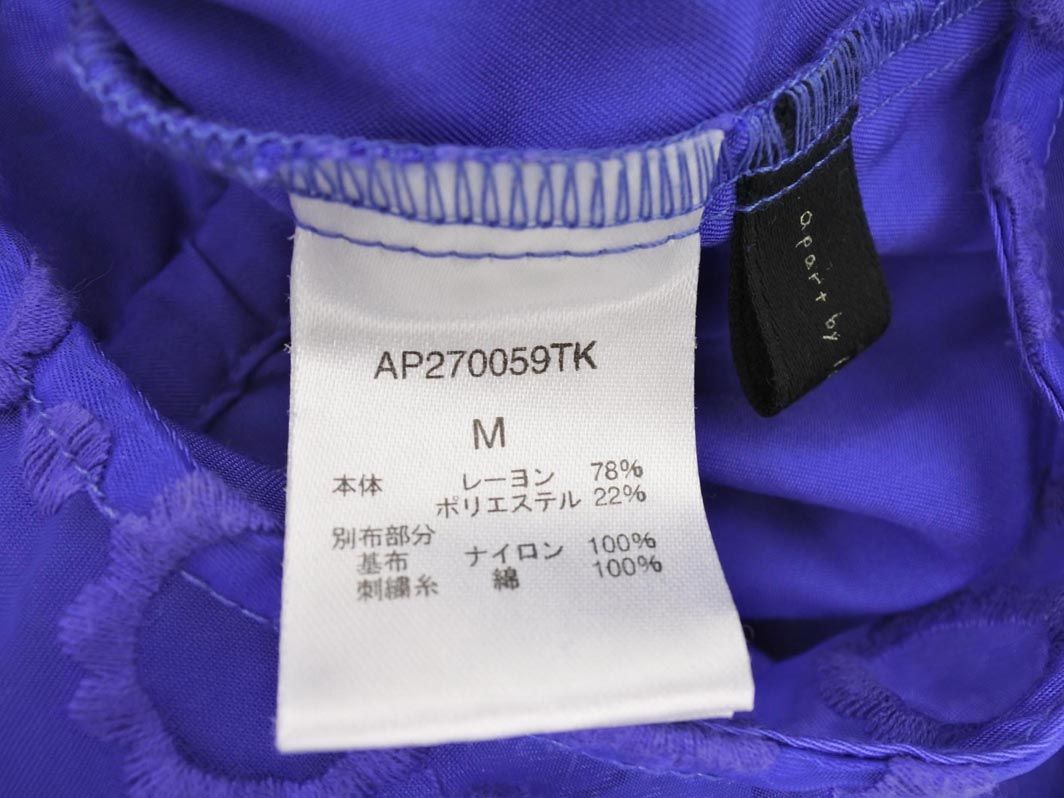 AP270059TK
M
本体 レーヨン 78%
ポリエステル 22%
別布部分
基布 ナイロン 100%
刺繍糸 綿 100%
apart by